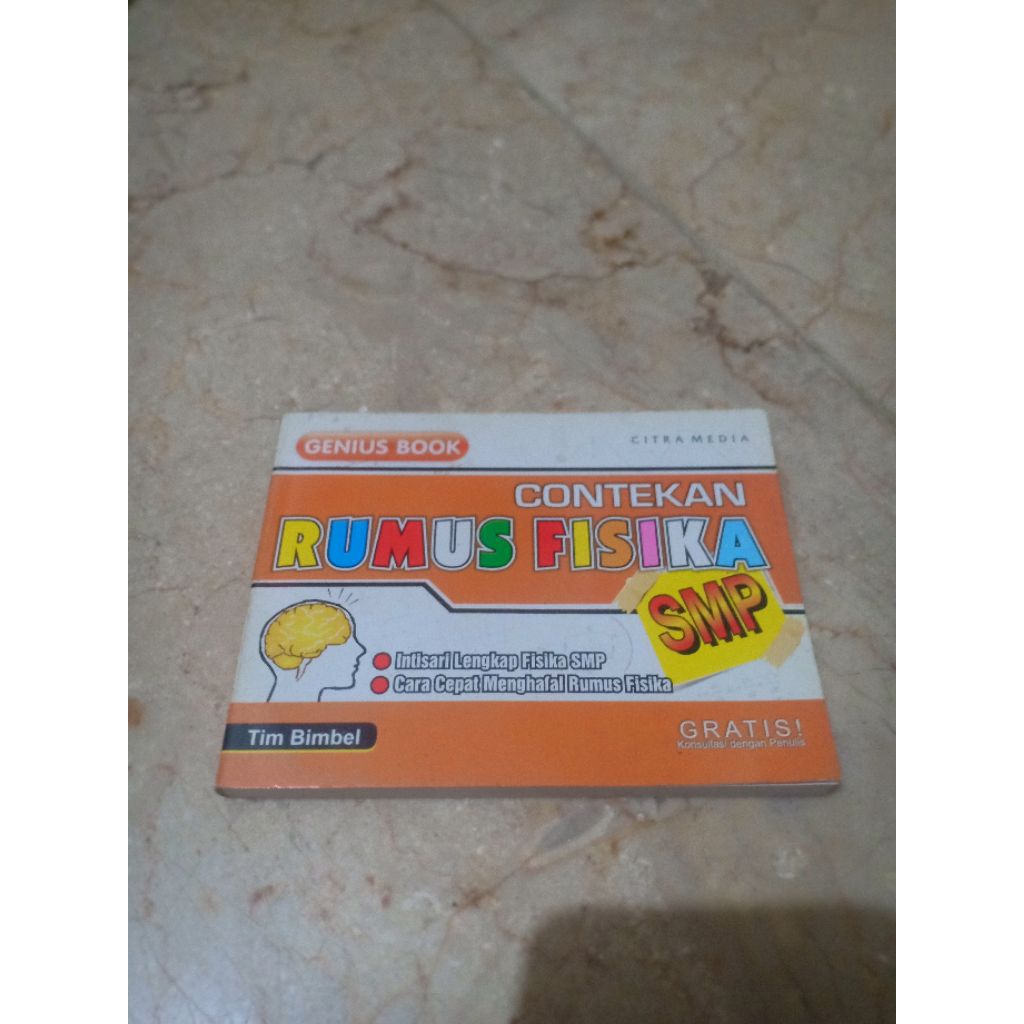 GENIUS BOOK
CITRA MEDIA
CONTEKAN
RUMUS FISIKA
SMP
Intisari Lengkap Fisika SMP
Cara Cepat Menghafal Rumus Fisika
Tim Bimbel
GRATIS!
Konsultasi dengan Penulis